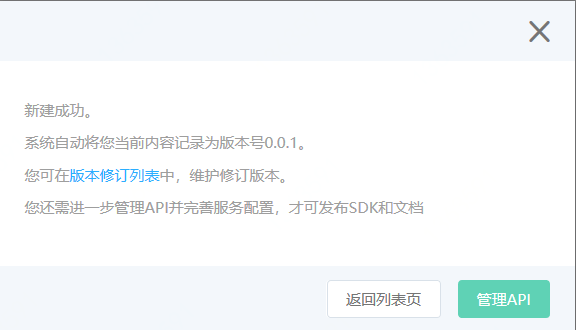 新建成功。
系统自动将您当前内容记录为版本号0.0.1。
您可在版本修订列表中，维护修订版本。
您还需进一步管理API并完善服务配置，才可发布SDK和文档
返回列表页
管理API